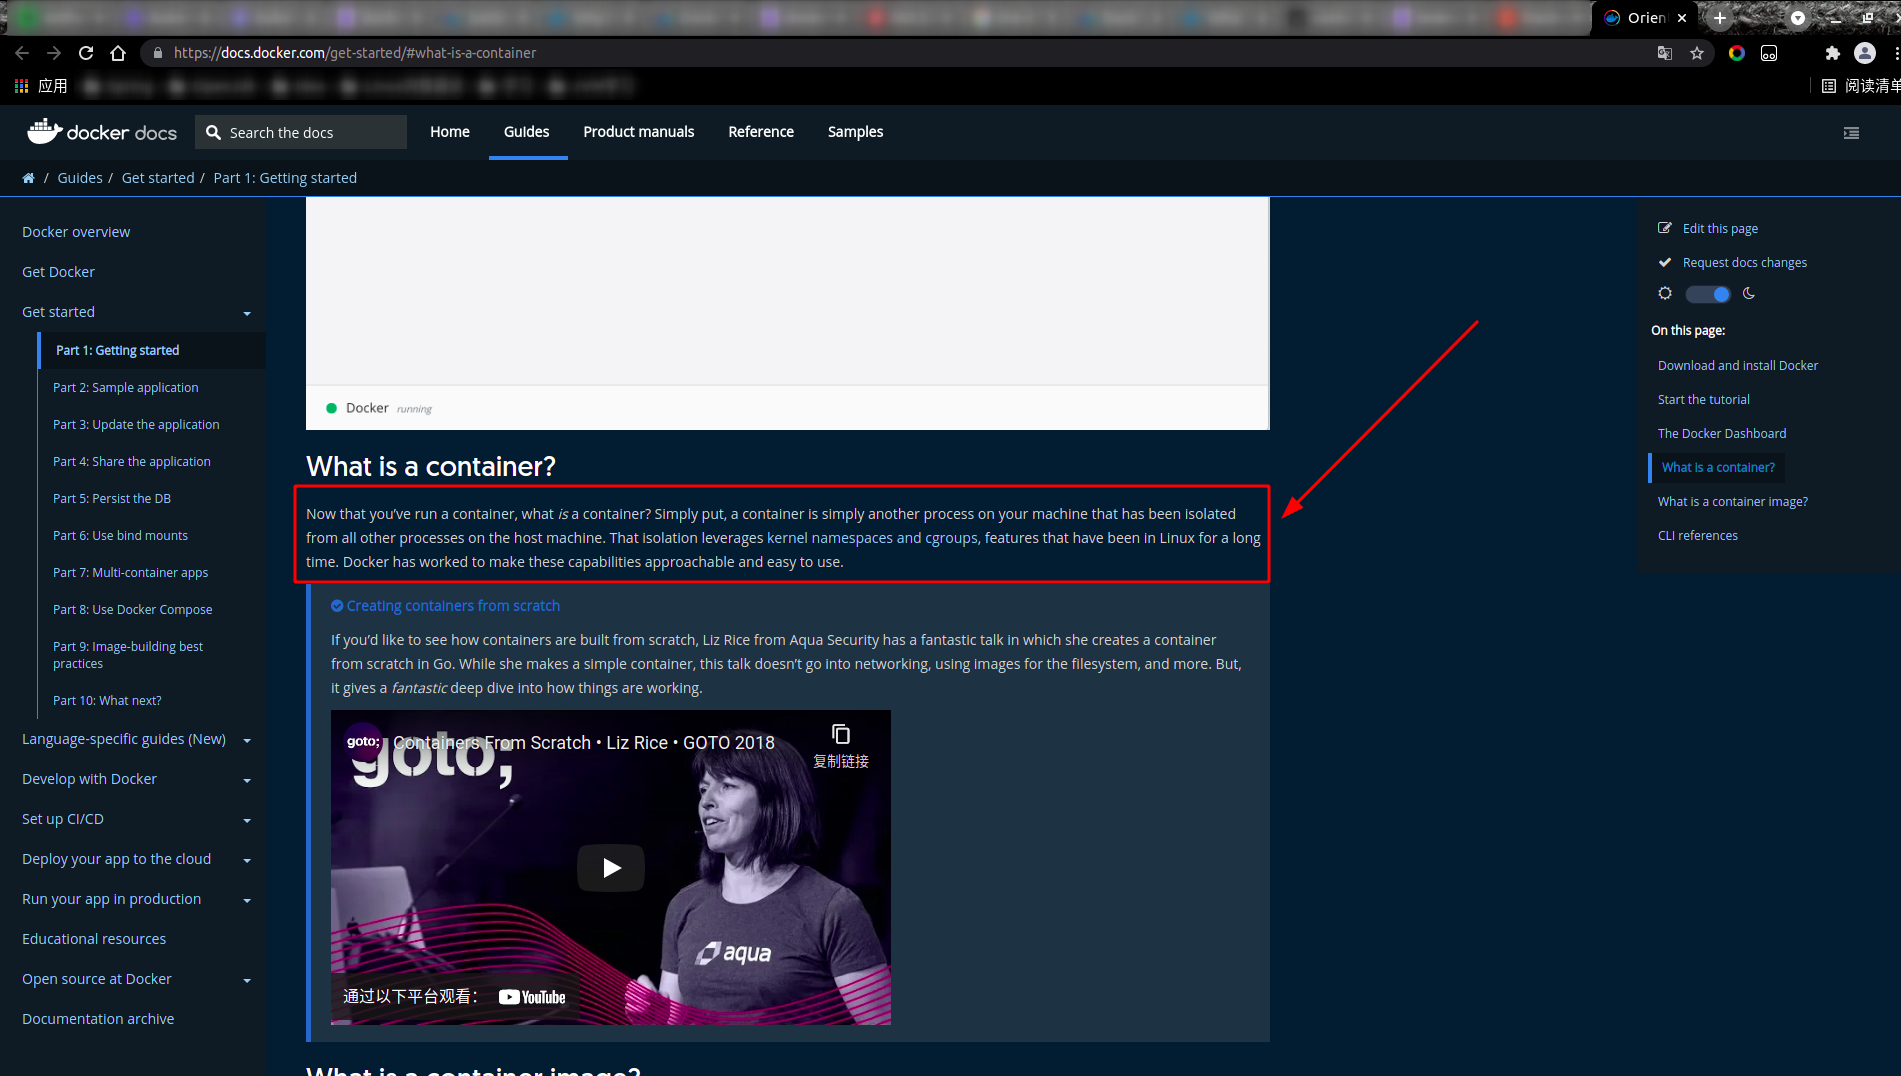 Orien
https://docs.docker.com/get-started/#what-is-a-container
应用
阅读清单
docker docs
Search the docs
Home
Guides
Product manuals
Reference
Samples
/ Guides / Get started / Part 1: Getting started
Docker overview
Get Docker
Get started
Part 1: Getting started
Part 2: Sample application
Part 3: Update the application
Part 4: Share the application
Part 5: Persist the DB
Part 6: Use bind mounts
Part 7: Multi-container apps
Part 8: Use Docker Compose
Part 9: Image-building best
practices
Part 10: What next?
Language-specific guides (New)
Develop with Docker
Set up CI/CD
Deploy your app to the cloud
Run your app in production
Educational resources
Open source at Docker
Documentation archive
Docker running
What is a container?
Now that you've run a container, what is a container? Simply put, a container is simply another process on your machine that has been isolated
from all other processes on the host machine. That isolation leverages kernel namespaces and cgroups, features that have been in Linux for a long
time. Docker has worked to make these capabilities approachable and easy to use.
Creating containers from scratch
If you'd like to see how containers are built from scratch, Liz Rice from Aqua Security has a fantastic talk in which she creates a container
from scratch in Go. While she makes a simple container, this talk doesn't go into networking, using images for the filesystem, and more. But,
it gives a fantastic deep dive into how things are working.
goto;
Containers From Scratch • Liz Rice • GOTO 2018
复制链接
goto;
aqua
通过以下平台观看：
YouTube
What is a container image?
Edit this page
Request docs changes
On this page:
Download and install Docker
Start the tutorial
The Docker Dashboard
What is a container?
What is a container image?
CLI references